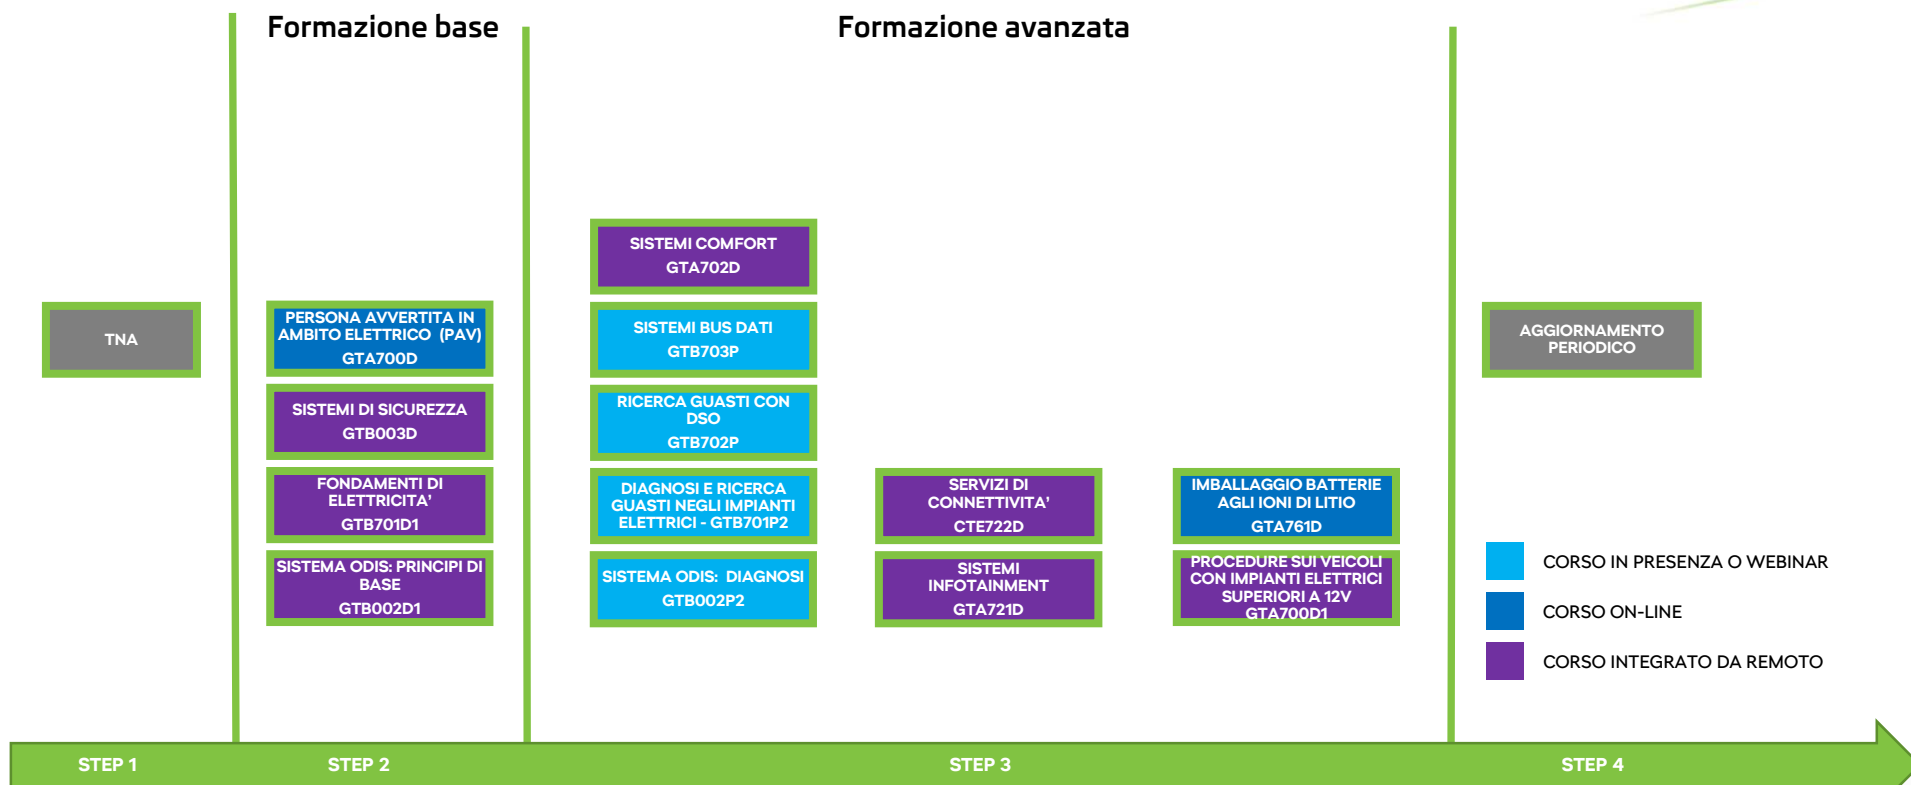 Formazione base
Formazione avanzata
TNA
PERSONA AVVERTITA IN
AMBITO ELETTRICO (PAV)
GTA700D
SISTEMI DI SICUREZZA
GTB003D
FONDAMENTI DI
ELETTRICITA'
GTB701D1
SISTEMA ODIS: PRINCIPI DI
BASE
GTB002D1
SISTEMI COMFORT
GTA702D
SISTEMI BUS DATI
GTB703P
RICERCA GUASTI CON
DSO
GTB702P
DIAGNOSI E RICERCA
GUASTI NEGLI IMPIANTI
ELETTRICI - GTB701P2
SISTEMA ODIS: DIAGNOSI
GTB002P2
SERVIZI DI
CONNETTIVITA'
CTE722D
SISTEMI
INFOTAINMENT
GTA721D
IMBALLAGGIO BATTERIE
AGLI IONI DI LITIO
GTA761D
PROCEDURE SUI VEICOLI
CON IMPIANTI ELETTRICI
SUPERIORI A 12V
GTA700D1
AGGIORNAMENTO
PERIODICO
CORSO IN PRESENZA O WEBINAR
CORSO ON-LINE
CORSO INTEGRATO DA REMOTO
STEP 1
STEP 2
STEP 3
STEP 4